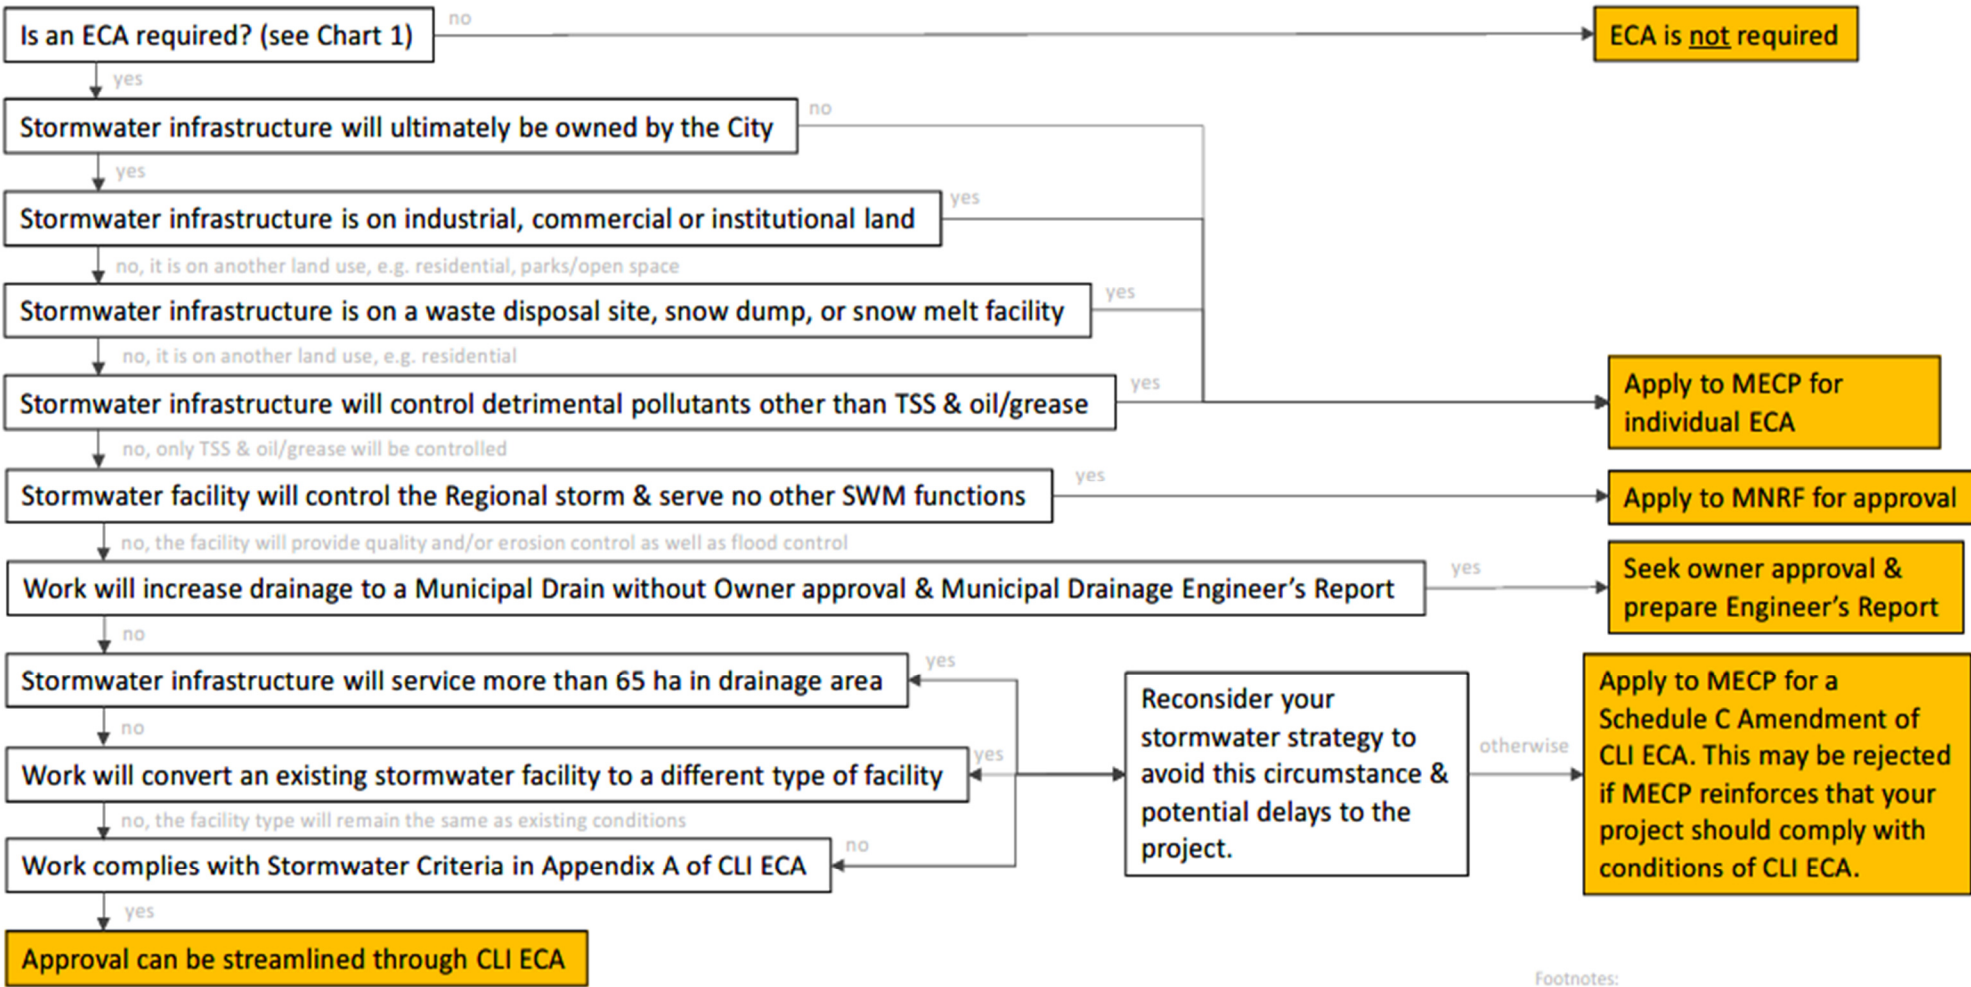 Is an ECA required? (see Chart 1)
no
ECA is not required
yes
Stormwater infrastructure will ultimately be owned by the City
no
yes
Stormwater infrastructure is on industrial, commercial or institutional land
yes
no, it is on another land use, e.g. residential, parks/open space
Stormwater infrastructure is on a waste disposal site, snow dump, or snow melt facility
yes
no, it is on another land use, e.g. residential
Stormwater infrastructure will control detrimental pollutants other than TSS & oil/grease
yes
Apply to MECP for
individual ECA
no, only TSS & oil/grease will be controlled
Stormwater facility will control the Regional storm & serve no other SWM functions
yes
Apply to MNRF for approval
no, the facility will provide quality and/or erosion control as well as flood control
Work will increase drainage to a Municipal Drain without Owner approval & Municipal Drainage Engineer's Report
yes
Seek owner approval &
prepare Engineer's Report
no
Stormwater infrastructure will service more than 65 ha in drainage area
yes
no
Work will convert an existing stormwater facility to a different type of facility
yes
no, the facility type will remain the same as existing conditions
Work complies with Stormwater Criteria in Appendix A of CLI ECA
no
Reconsider your
stormwater strategy to
avoid this circumstance &
potential delays to the
project.
otherwise
Apply to MECP for a
Schedule C Amendment of
CLI ECA. This may be rejected
if MECP reinforces that your
project should comply with
conditions of CLI ECA.
yes
Approval can be streamlined through CLI ECA
Footnotes: